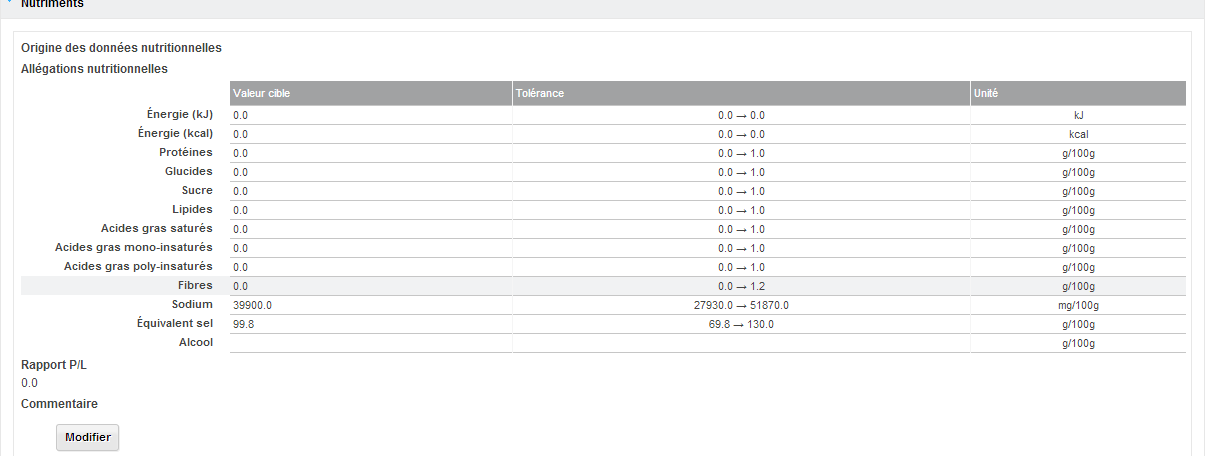 Nutriments
Origine des données nutritionnelles
Allégations nutritionnelles
Valeur cible Tolérance Unité
Énergie (kJ) 0.0 0.0 → 0.0 kJ
Énergie (kcal) 0.0 0.0 → 0.0 kcal
Protéines 0.0 0.0 → 1.0 g/100g
Glucides 0.0 0.0 → 1.0 g/100g
Sucre 0.0 0.0 → 1.0 g/100g
Lipides 0.0 0.0 → 1.0 g/100g
Acides gras saturés 0.0 0.0 → 1.0 g/100g
Acides gras mono-insaturés 0.0 0.0 → 1.0 g/100g
Acides gras poly-insaturés 0.0 0.0 → 1.0 g/100g
Fibres 0.0 0.0 → 1.2 g/100g
Sodium 39900.0 27930.0 → 51870.0 mg/100g
Équivalent sel 99.8 69.8 → 130.0 g/100g
Alcool g/100g
Rapport P/L
0.0
Commentaire
Modifier